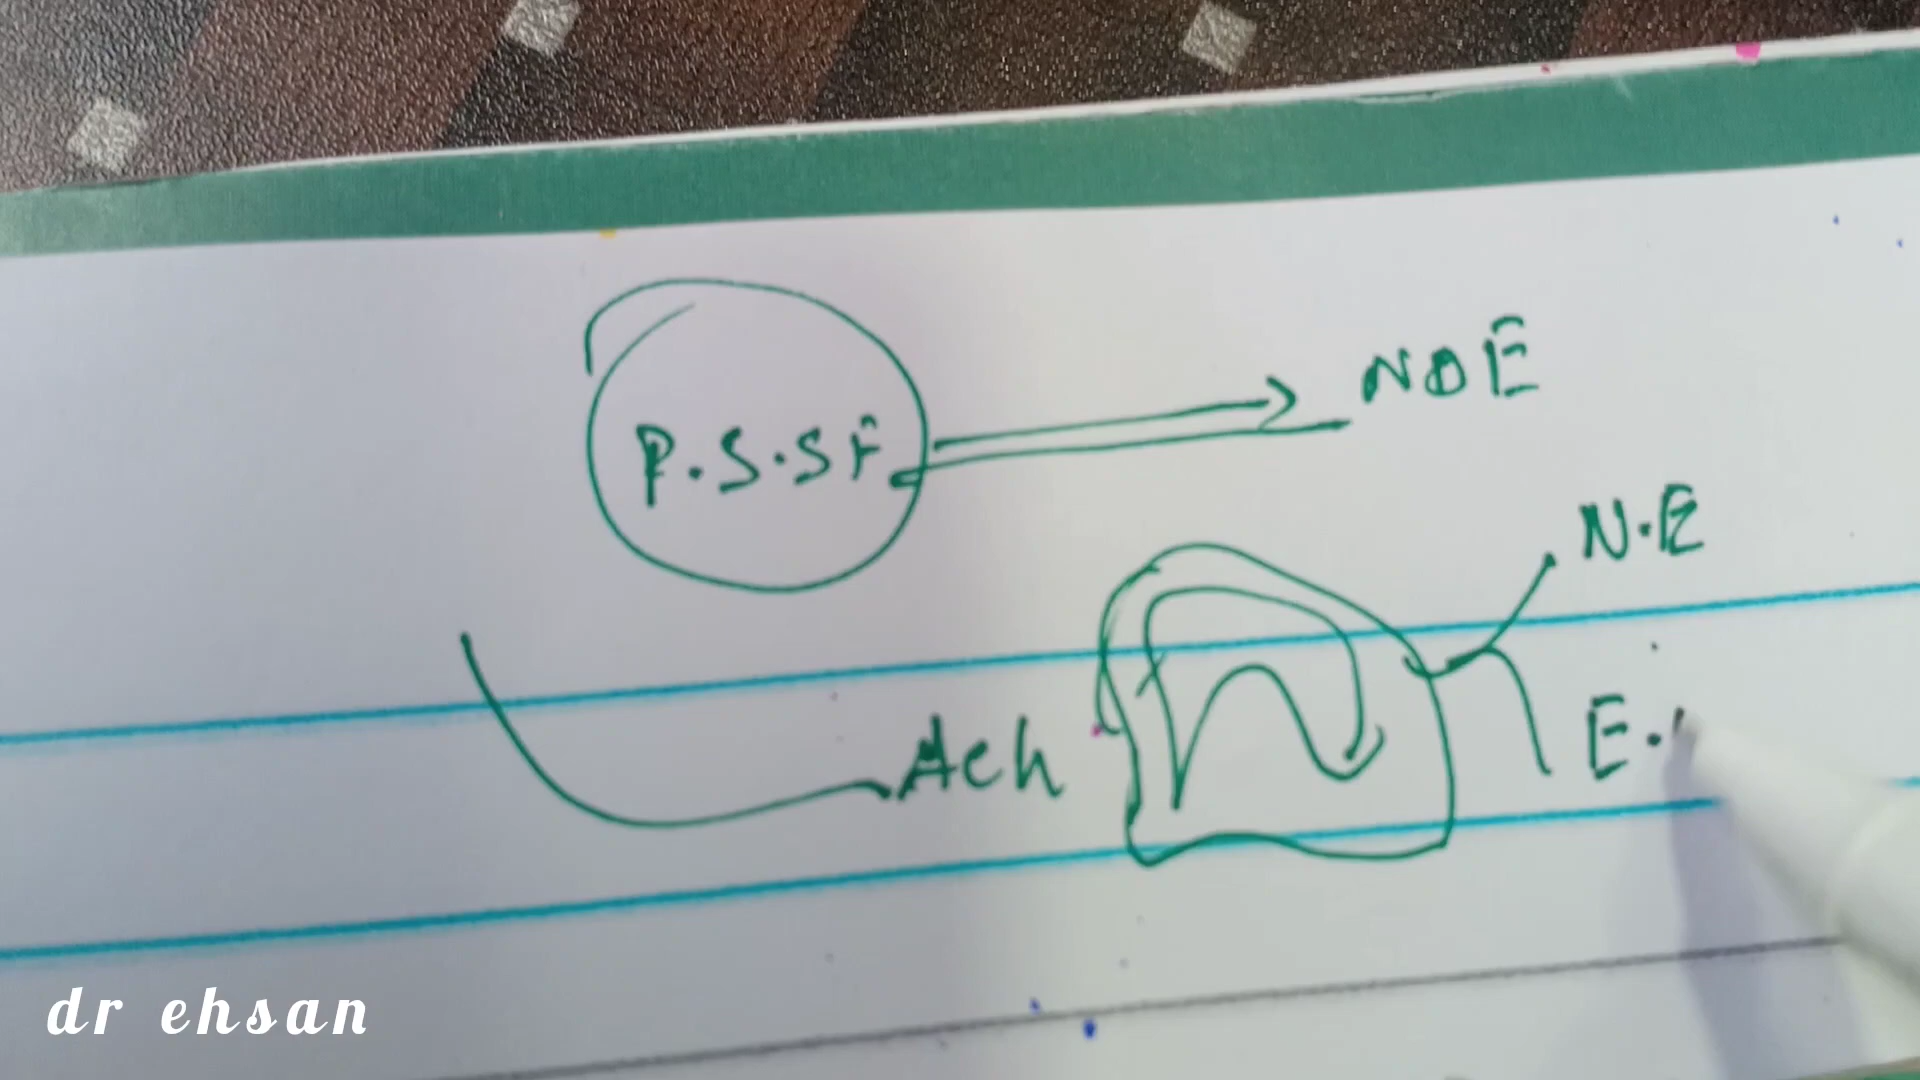 P.S.SF
NOE
N.E
Ach
E.
dr ehsan